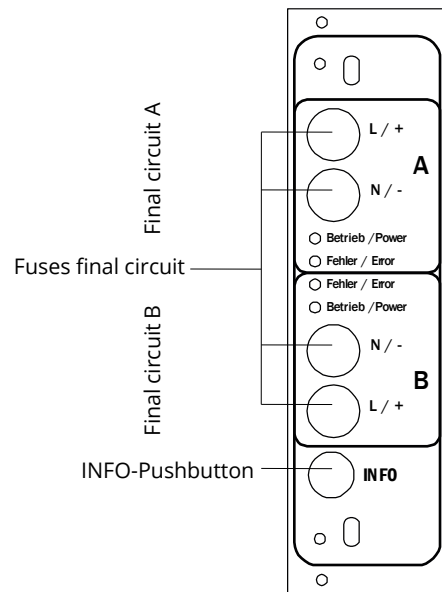 Final circuit A
L / +
A
N / -
Betrieb / Power
Fehler / Error
Fuses final circuit
Fehler / Error
Betrieb / Power
Final circuit B
N / -
B
L / +
INFO-Pushbutton
INFO